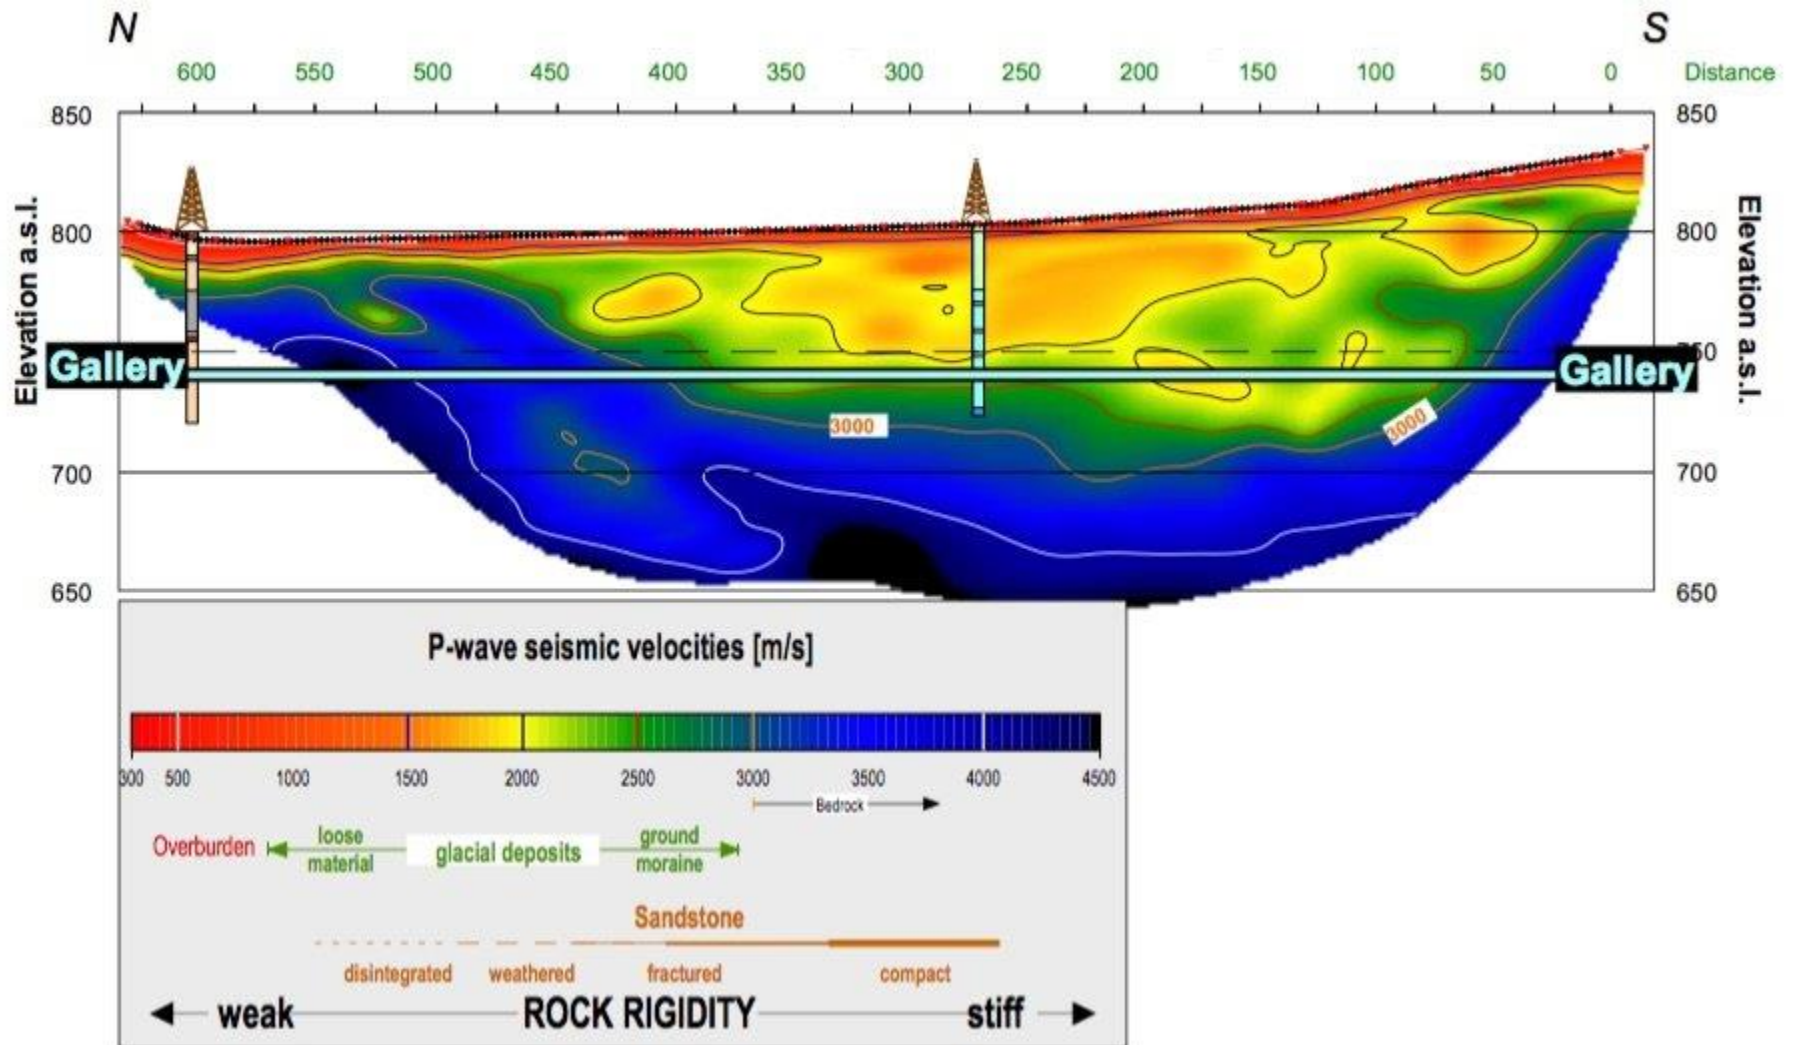 N S
600 550 500 450 400 350 300 250 200 150 100 50 0 Distance
850 850
800 800
Elevation a.s.l. Elevation a.s.l.
50
Gallery Gallery
3000 3000
700 700
650 650
P-wave seismic velocities [m/s]
300 500 1000 1500 2000 2500 3000 3500 4000 4500
Bedrock
Overburden
loose
material
glacial deposits
ground
moraine
Sandstone
disintegrated weathered fractured compact
weak ROCK RIGIDITY stiff